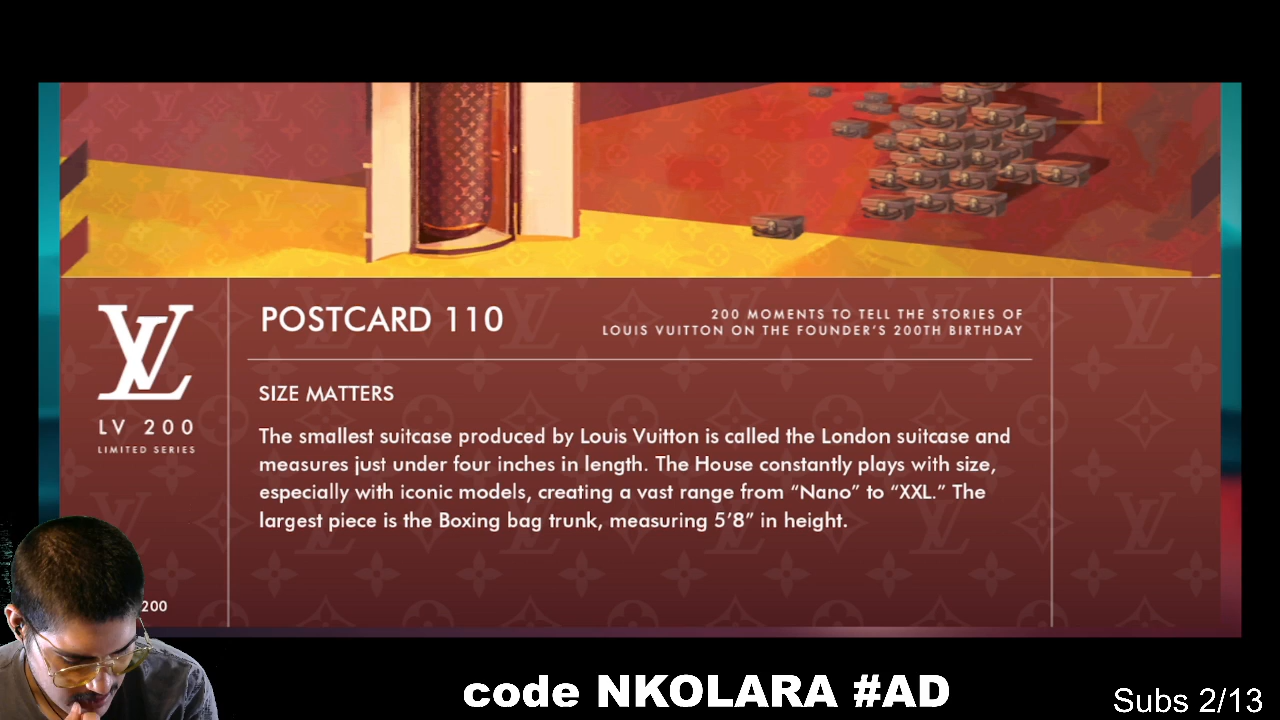 POSTCARD 110
200 MOMENTS TO TELL THE STORIES OF
LOUIS VUITTON ON THE FOUNDER'S 200TH BIRTHDAY
LV
LV 200
LIMITED SERIES
SIZE MATTERS
The smallest suitcase produced by Louis Vuitton is called the London suitcase and
measures just under four inches in length. The House constantly plays with size,
especially with iconic models, creating a vast range from “Nano” to “XXL.” The
largest piece is the Boxing bag trunk, measuring 5’8” in height.
200
code NKOLARA #AD
Subs 2/13